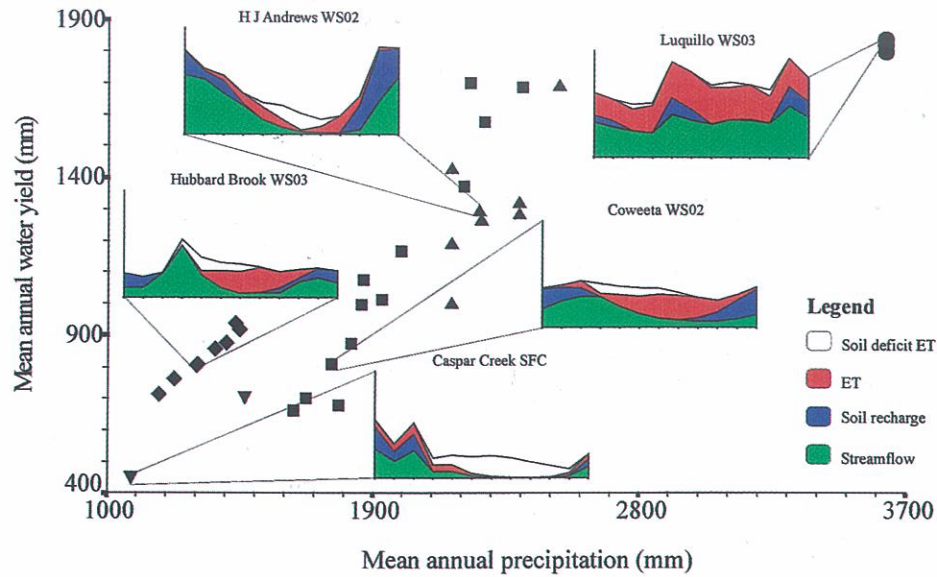 1900
H J Andrews WS02
Luquillo WS03
1400
Hubbard Brook WS03
Coweeta WS02
Mean annual water yield (mm)
900
Caspar Creek SFC
Legend
Soil deficit ET
ET
Soil recharge
Streamflow
400
1000
1900
2800
3700
Mean annual precipitation (mm)